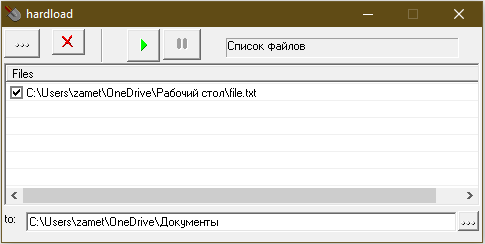 hardload
...
Список файлов
Files
C:\Users\zamet\OneDrive\Рабочий стол\file.txt
to: C:\Users\zamet\OneDrive\Документы ...